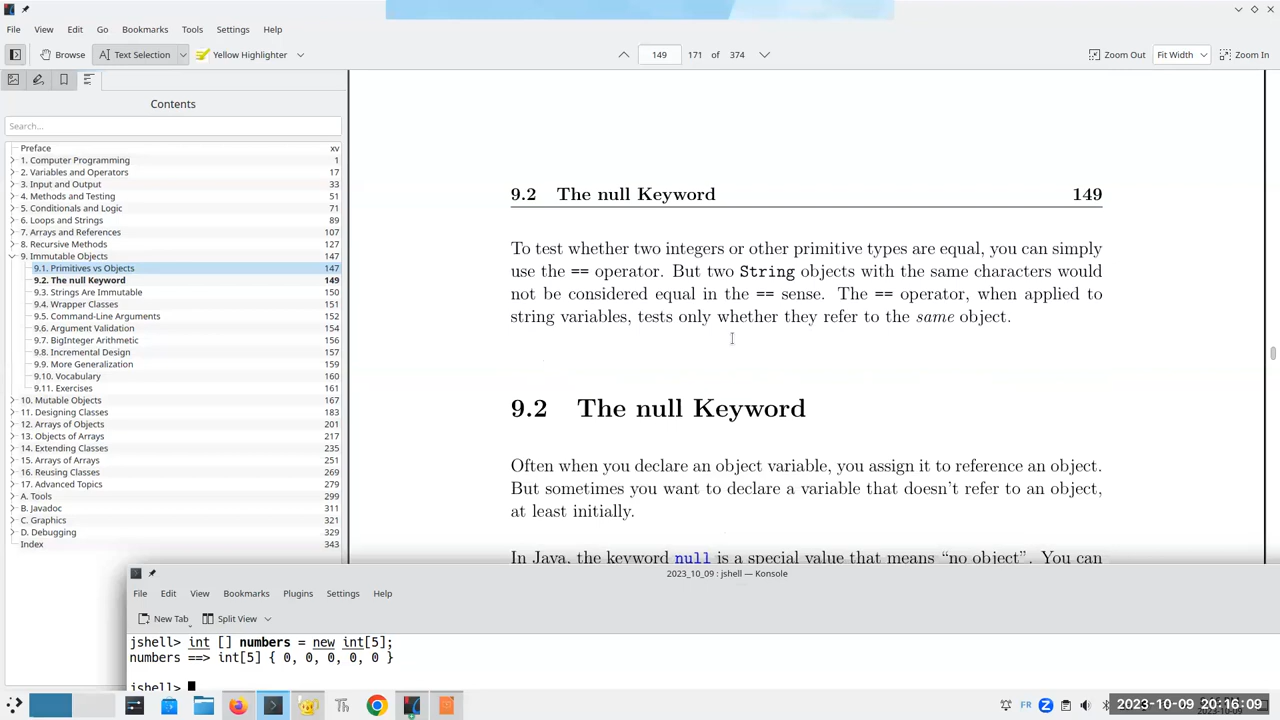 File View Edit Go Bookmarks Tools Settings Help
Browse Text Selection Yellow Highlighter 149 171 of 374 Zoom Out Fit Width Zoom In
Contents
Search...
Preface xv
1. Computer Programming 1
2. Variables and Operators 17
3. Input and Output 33
4. Methods and Testing 51
5. Conditionals and Logic 71
6. Loops and Strings 89
7. Arrays and References 107
8. Recursive Methods 127
9. Immutable Objects 147
9.1. Primitives vs Objects 147
9.2. The null Keyword 149
9.3. Strings Are Immutable 150
9.4. Wrapper Classes 151
9.5. Command-Line Arguments 152
9.6. Argument Validation 154
9.7. BigInteger Arithmetic 156
9.8. Incremental Design 157
9.9. More Generalization 159
9.10. Vocabulary 160
9.11. Exercises 161
10. Mutable Objects 167
11. Designing Classes 183
12. Arrays of Objects 201
13. Objects of Arrays 217
14. Extending Classes 235
15. Arrays of Arrays 251
16. Reusing Classes 269
17. Advanced Topics 279
A. Tools 299
B. Javadoc 311
C. Graphics 321
D. Debugging 329
Index 343
9.2 The null Keyword 149
To test whether two integers or other primitive types are equal, you can simply
use the == operator. But two String objects with the same characters would
not be considered equal in the == sense. The == operator, when applied to
string variables, tests only whether they refer to the same object.
9.2 The null Keyword
Often when you declare an object variable, you assign it to reference an object.
But sometimes you want to declare a variable that doesn't refer to an object,
at least initially.
In Java, the keyword null is a special value that means “no object”. You can
2023_10_09 : jshell — Konsole
File Edit View Bookmarks Plugins Settings Help
New Tab Split View
jshell> int [] numbers = new int[5];
numbers ==> int[5] { 0, 0, 0, 0, 0 }
jshell>
Th FR 2023-10-09 20:16:09